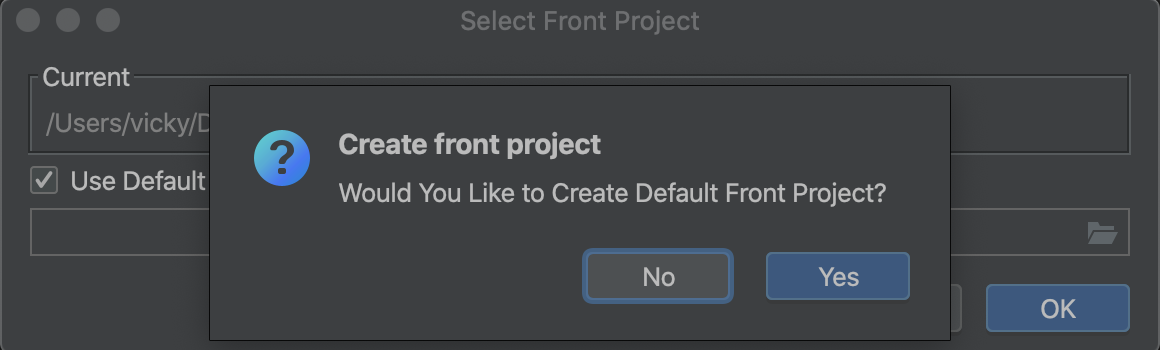 Select Front Project
Current
/Users/vicky/
Create front project
Would You Like to Create Default Front Project?
Use Default
No
Yes
OK